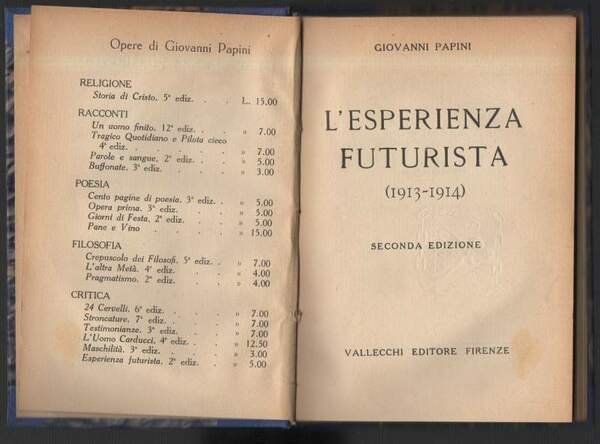 Opere di Giovanni Papini
RELIGIONE
Storia di Cristo. 5ª ediz. . . L. 15.00
RACCONTI
Un uomo finito. 12ª ediz. . . » 7.00
Tragico Quotidiano e Pilota cieco
4ª ediz. . . . . » 7.00
Parole e sangue, 2ª ediz. . . » 5.00
Buffonate. 3ª ediz. . . . » 3.00
POESIA
Cento pagine di poesia. 3ª ediz. . » 5.00
Opera prima. 3ª ediz. . . » 5.00
Giorni di Festa. 2ª ediz. . . » 5.00
Pane e Vino . . . . » 15.00
FILOSOFIA
Crepuscolo dei Filosofi. 5ª ediz. . » 7.00
L'altra Metà. 4ª ediz. . . » 4.00
Pragmatismo. 2ª ediz. . . » 4.00
CRITICA
24 Cervelli. 6ª ediz. . . . » 7.00
Stroncature. 7ª ediz. . . . » 7.00
Testimonianze. 3ª ediz. . . » 7.00
L'Uomo Carducci. 4ª ediz. . . » 12.50
Maschilità. 3ª ediz. . . . » 3.00
Esperienza futurista. 2ª ediz. . » 5.00
GIOVANNI PAPINI
L'ESPERIENZA
FUTURISTA
(1913-1914)
SECONDA EDIZIONE
VALLECCHI EDITORE FIRENZE